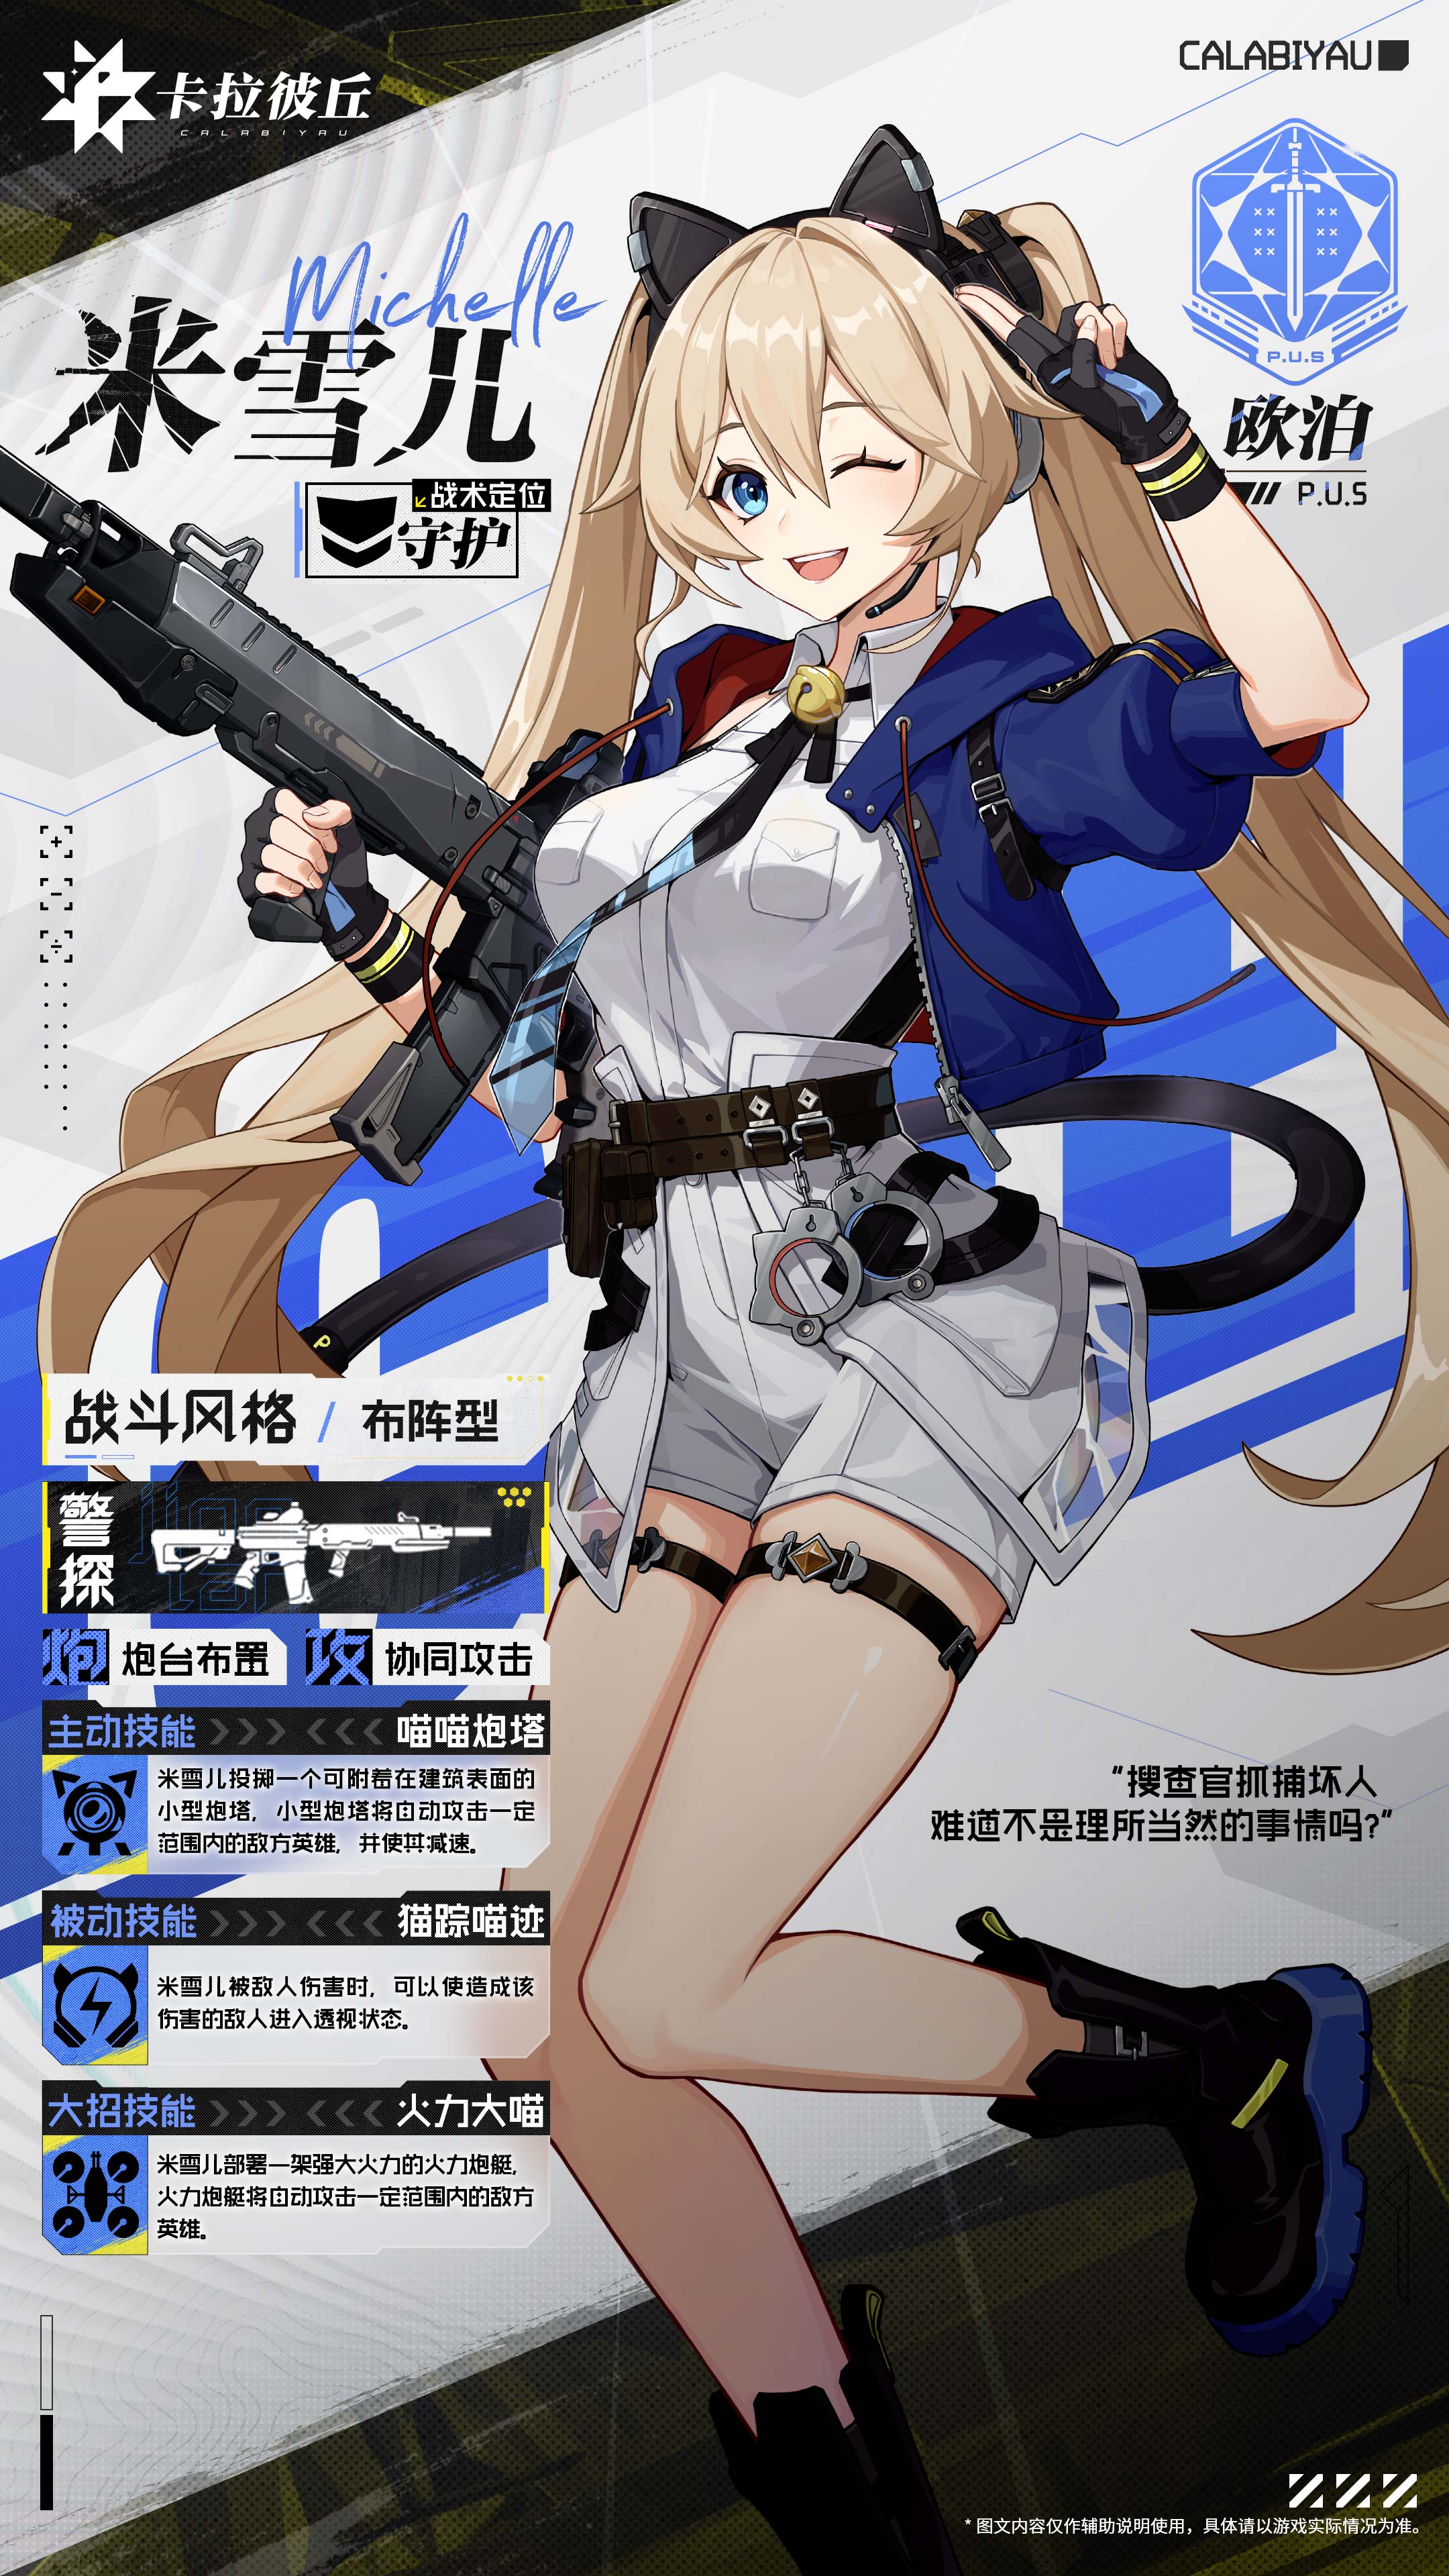 卡拉彼丘
CALABIYAU
CALABIYAU
Michelle
米雪儿
战术定位
守护
P.U.S
欧泊
P.U.S
P
战斗风格 / 布阵型
警探
炮 炮台布置
攻 协同攻击
主动技能 喵喵炮塔
米雪儿投掷一个可附着在建筑表面的
小型炮塔，小型炮塔将自动攻击一定
范围内的敌方英雄，并使其减速。
被动技能 猫踪喵迹
米雪儿被敌人伤害时，可以使造成该
伤害的敌人进入透视状态。
大招技能 火力大喵
米雪儿部署一架强大火力的火力炮艇，
火力炮艇将自动攻击一定范围内的敌方
英雄。
“搜查官抓捕坏人
难道不是理所当然的事情吗？”
* 图文内容仅作辅助说明使用，具体请以游戏实际情况为准。